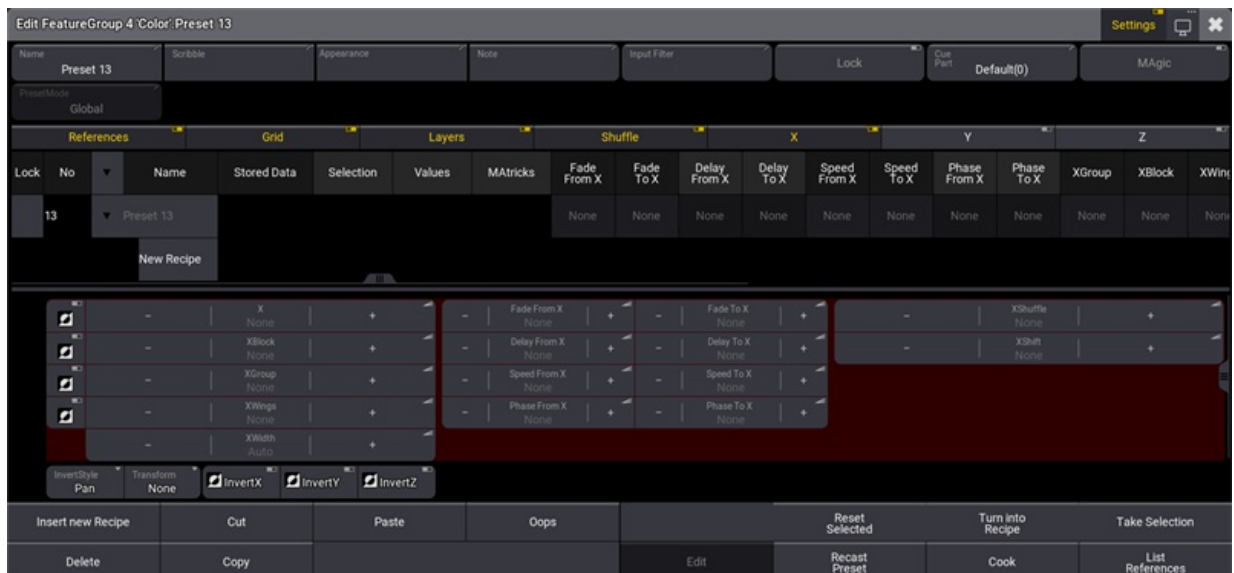 Edit FeatureGroup 4 'Color'.Preset 13 Settings
Name Scribble Appearance Note Input Filter Lock Cue Part Default(0) MAgic
Preset 13
PresetMode
Global
References Grid Layers Shuffle X Y Z
Lock No Name Stored Data Selection Values MAtricks Fade From X Fade To X Delay From X Delay To X Speed From X Speed To X Phase From X Phase To X XGroup XBlock XWing
13 Preset 13 None None None None None None None None None None Non
New Recipe
- X None + - Fade From X None + - Fade To X None + - XShuffle None +
- XBlock None + - Delay From X None + - Delay To X None + - XShift None +
- XGroup None + - Speed From X None + - Speed To X None +
- XWings None + - Phase From X None + - Phase To X None +
- XWidth Auto +
InvertStyle Pan Transform None InvertX InvertY InvertZ
Insert new Recipe Cut Paste Oops Reset Selected Turn into Recipe Take Selection
Delete Copy Edit Recast Preset Cook List References